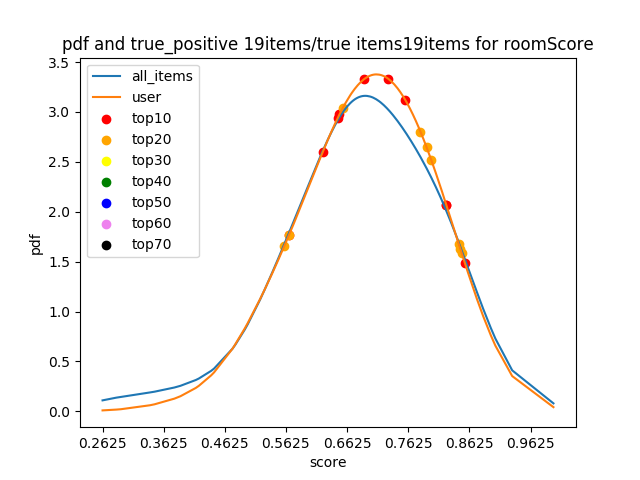 pdf and true_positive 19items/true items19items for roomScore
3.5
3.0
2.5
2.0
1.5
1.0
0.5
0.0
pdf
all_items
user
top10
top20
top30
top40
top50
top60
top70
0.2625 0.3625 0.4625 0.5625 0.6625 0.7625 0.8625 0.9625
score